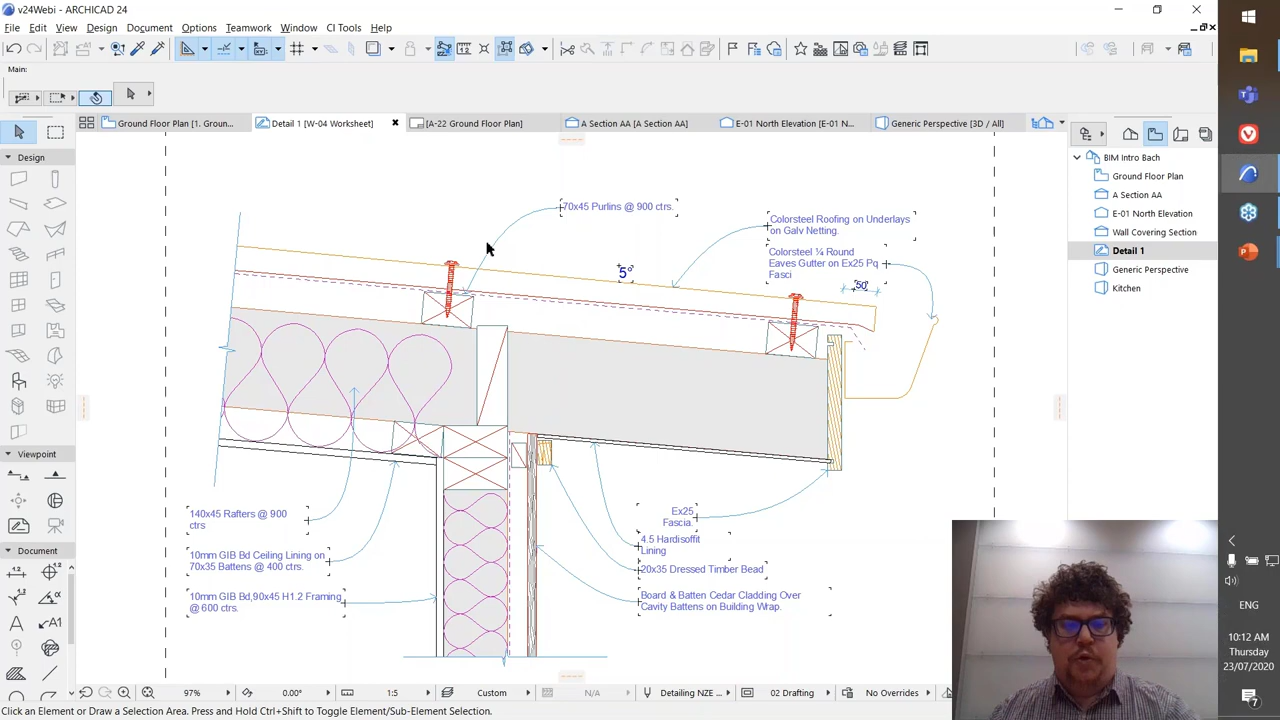 v24Webi - ARCHICAD 24
File Edit View Design Document Options Teamwork Window CI Tools Help
Main:
Ground Floor Plan [1. Groun...
Detail 1 [W-04 Worksheet]
[A-22 Ground Floor Plan]
A Section AA [A Section AA]
E-01 North Elevation [E-01 N...
Generic Perspective [3D / All]
Design
Viewpoint
Document
A
A1
BIM Intro Bach
Ground Floor Plan
A Section AA
E-01 North Elevation
Wall Covering Section
Detail 1
Generic Perspective
Kitchen
70x45 Purlins @ 900 ctrs.
Colorsteel Roofing on Underlays
on Galv Netting.
Colorsteel ¼ Round
Eaves Gutter on Ex25 Pq
Fasci
5°
50
140x45 Rafters @ 900
ctrs
10mm GIB Bd Ceiling Lining on
70x35 Battens @ 400 ctrs.
10mm GIB Bd,90x45 H1.2 Framing
@ 600 ctrs.
Ex25
Fascia.
4.5 Hardisoffit
Lining
20x35 Dressed Timber Bead
Board & Batten Cedar Cladding Over
Cavity Battens on Building Wrap.
97%
0.00°
1:5
Custom
N/A
Detailing NZE ...
02 Drafting
No Overrides
Click an Element or Draw a Selection Area. Press and Hold Ctrl+Shift to Toggle Element/Sub-Element Selection.
ENG
10:12 AM
Thursday
23/07/2020
7